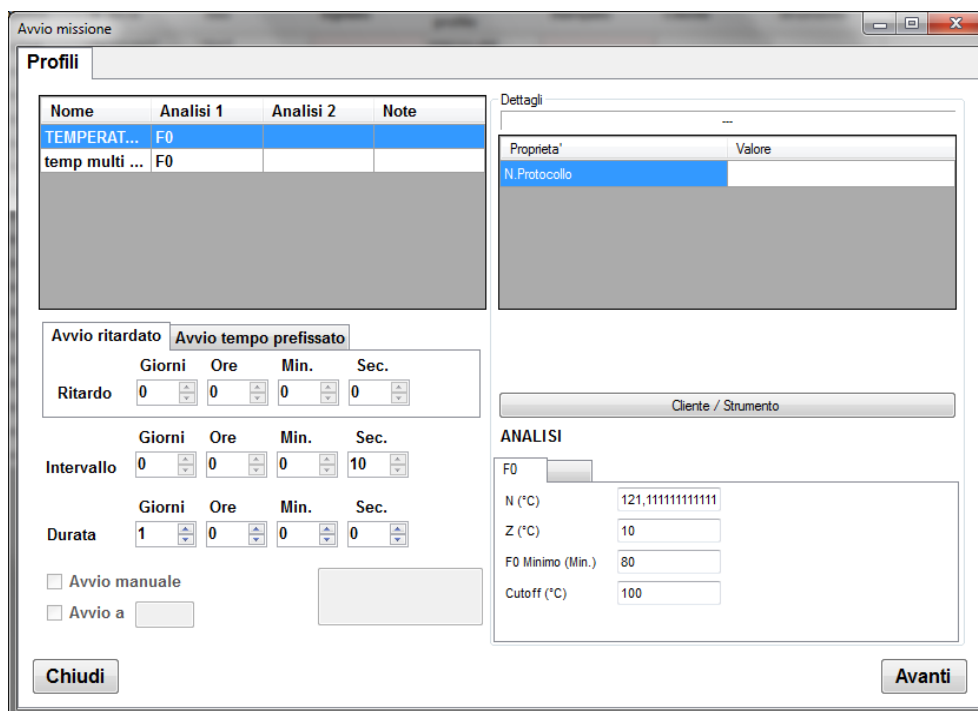 Avvio missione
Profili
Nome Analisi 1 Analisi 2 Note
TEMPERAT... F0
temp multi ... F0
Dettagli
---
Proprieta' Valore
N.Protocollo
Avvio ritardato Avvio tempo prefissato
Giorni Ore Min. Sec.
Ritardo 0 0 0 0
Giorni Ore Min. Sec.
Intervallo 0 0 0 10
Giorni Ore Min. Sec.
Durata 1 0 0 0
Avvio manuale
Avvio a
Cliente / Strumento
ANALISI
F0
N (°C) 121,111111111111
Z (°C) 10
F0 Minimo (Min.) 80
Cutoff (°C) 100
Chiudi
Avanti